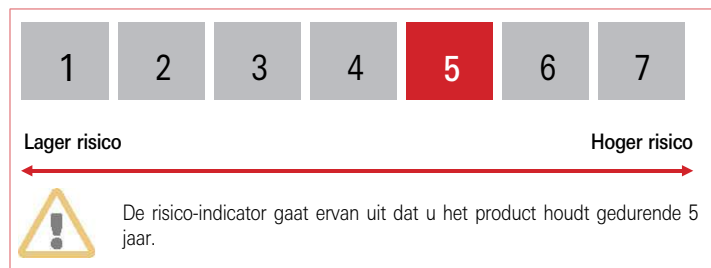 1 2 3 4 5 6 7
Lager risico Hoger risico
De risico-indicator gaat ervan uit dat u het product houdt gedurende 5
jaar.